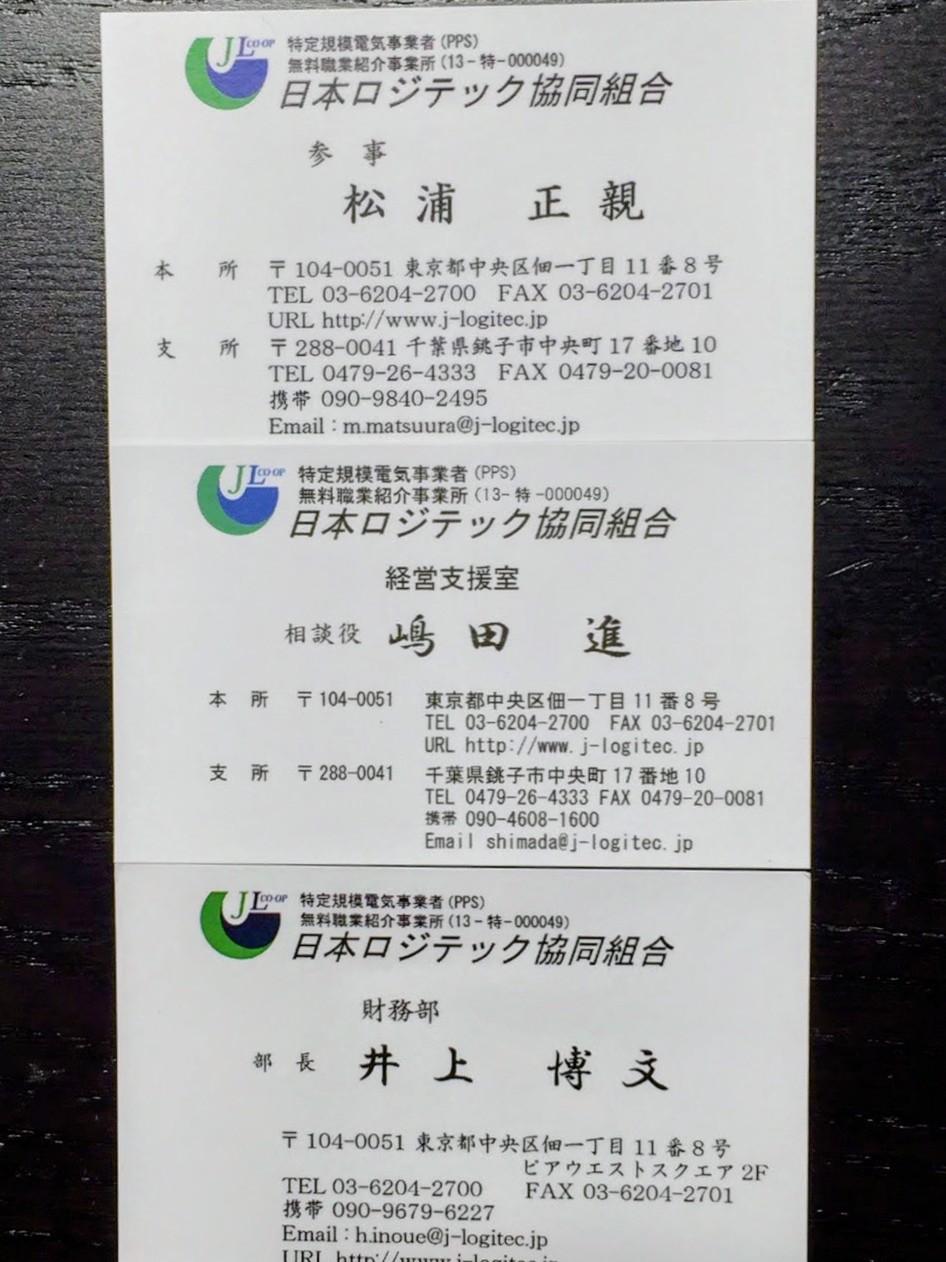 JL CO-OP 特定規模電気事業者(PPS)
無料職業紹介事業所(13-特-000049)
日本ロジテック協同組合
参 事
松浦 正親
本 所 〒104-0051 東京都中央区佃一丁目11番8号
TEL 03-6204-2700 FAX 03-6204-2701
URL http://www.j-logitec.jp
支 所 〒288-0041 千葉県銚子市中央町17番地10
TEL 0479-26-4333 FAX 0479-20-0081
携帯 090-9840-2495
Email : m.matsuura@j-logitec.jp
JL CO-OP 特定規模電気事業者(PPS)
無料職業紹介事業所(13-特-000049)
日本ロジテック協同組合
経営支援室
相談役 嶋田 進
本 所 〒104-0051 東京都中央区佃一丁目11番8号
TEL 03-6204-2700 FAX 03-6204-2701
URL http://www.j-logitec.jp
支 所 〒288-0041 千葉県銚子市中央町17番地10
TEL 0479-26-4333 FAX 0479-20-0081
携帯 090-4608-1600
Email shimada@j-logitec.jp
JL CO-OP 特定規模電気事業者(PPS)
無料職業紹介事業所(13-特-000049)
日本ロジテック協同組合
財務部
部 長 井上 博文
〒104-0051 東京都中央区佃一丁目11番8号
ピアウエストスクエア2F
TEL 03-6204-2700 FAX 03-6204-2701
携帯 090-9679-6227
Email : h.inoue@j-logitec.jp
URL http://www.j-logitec.jp